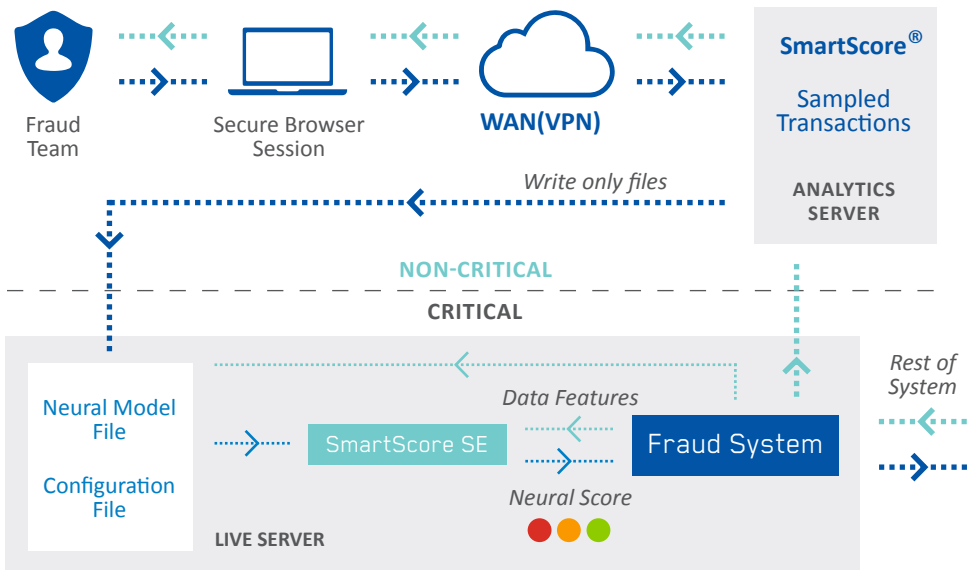 SmartScore®
Sampled
Transactions
ANALYTICS
SERVER
Fraud
Team
Secure Browser
Session
WAN(VPN)
Write only files
NON-CRITICAL
CRITICAL
Rest of
System
Neural Model
File
Configuration
File
SmartScore SE
Data Features
Fraud System
Neural Score
LIVE SERVER